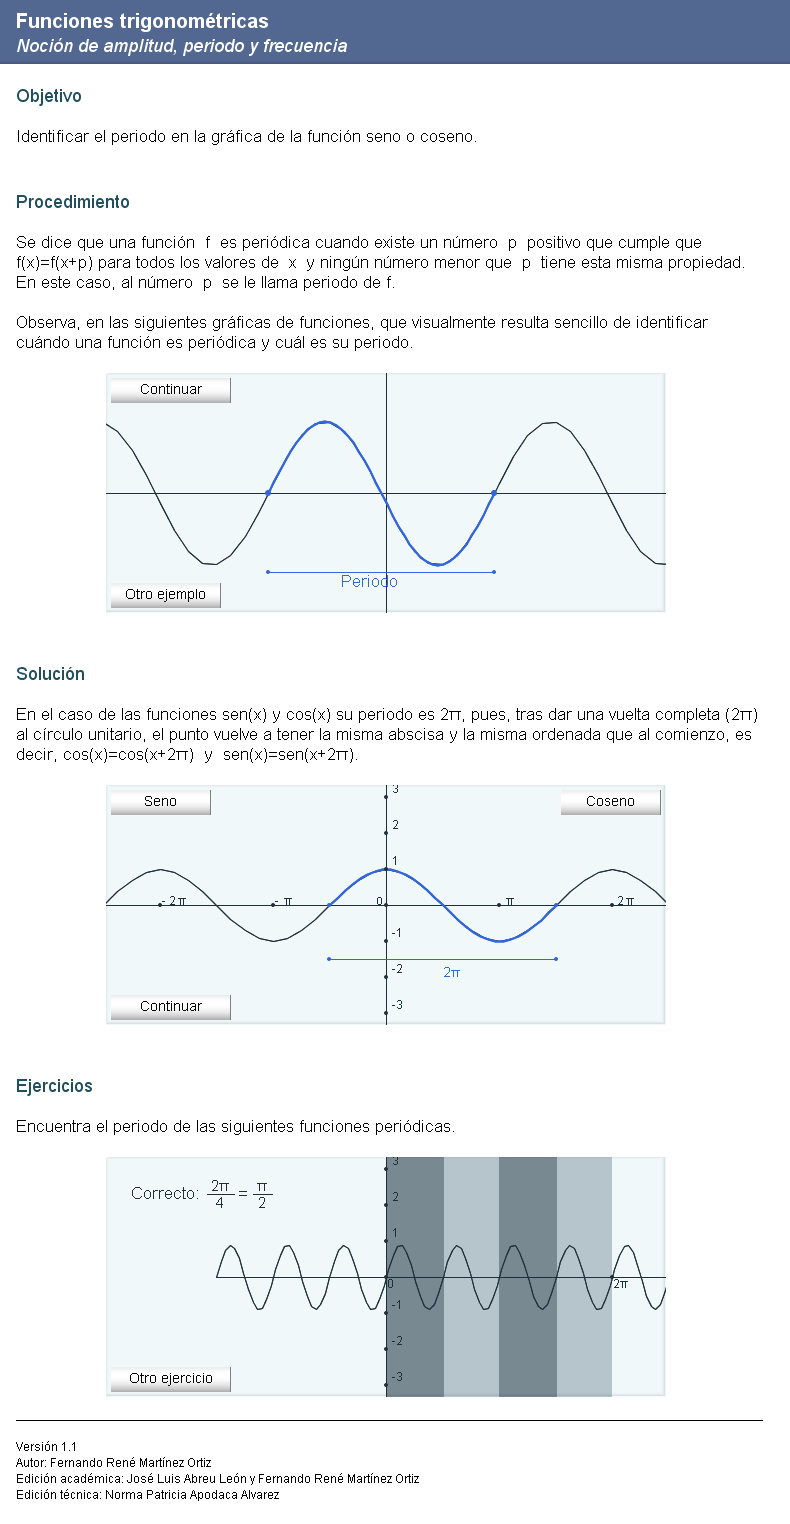 Funciones trigonométricas
Noción de amplitud, periodo y frecuencia
Objetivo
Identificar el periodo en la gráfica de la función seno o coseno.
Procedimiento
Se dice que una función f es periódica cuando existe un número p positivo que cumple que
f(x)=f(x+p) para todos los valores de x y ningún número menor que p tiene esta misma propiedad.
En este caso, al número p se le llama periodo de f.
Observa, en las siguientes gráficas de funciones, que visualmente resulta sencillo de identificar
cuándo una función es periódica y cuál es su periodo.
Continuar
Periodo
Otro ejemplo
Solución
En el caso de las funciones sen(x) y cos(x) su periodo es 2π, pues, tras dar una vuelta completa (2π)
al círculo unitario, el punto vuelve a tener la misma abscisa y la misma ordenada que al comienzo, es
decir, cos(x)=cos(x+2π) y sen(x)=sen(x+2π).
Seno
3
Coseno
2
1
- 2π
- π
0
π
2π
-1
-2
2π
-3
Continuar
Ejercicios
Encuentra el periodo de las siguientes funciones periódicas.
3
Correcto: 2π/4 = π/2
2
1
0
2π
-1
-2
-3
Otro ejercicio
Versión 1.1
Autor: Fernando René Martínez Ortiz
Edición académica: José Luis Abreu León y Fernando René Martínez Ortiz
Edición técnica: Norma Patricia Apodaca Alvarez